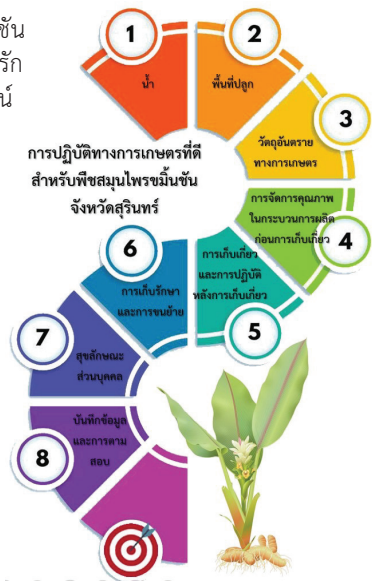 ชัน
รัก
น์
1
น้ำ
2
พื้นที่ปลูก
3
วัตถุอันตราย
ทางการเกษตร
การปฏิบัติทางการเกษตรที่ดี
สำหรับพืชสมุนไพรขมิ้นชัน
จังหวัดสุรินทร์
การจัดการคุณภาพ
ในกระบวนการผลิต
ก่อนการเก็บเกี่ยว
4
การเก็บเกี่ยว
และการปฏิบัติ
หลังการเก็บเกี่ยว
5
6
การเก็บรักษา
และการขนย้าย
7
สุขลักษณะ
ส่วนบุคคล
8
บันทึกข้อมูล
และการตาม
สอบ